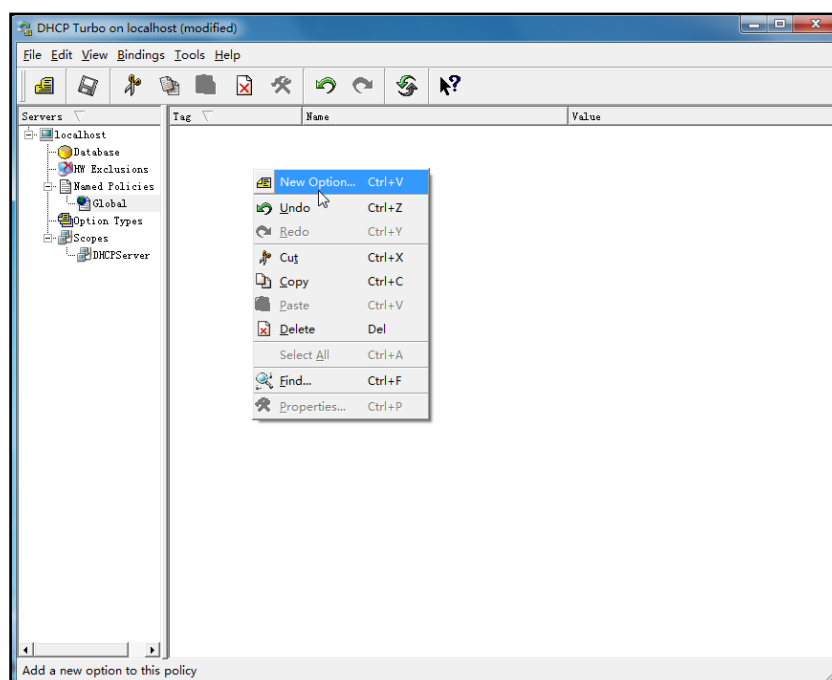 DHCP Turbo on localhost (modified)
File Edit View Bindings Tools Help
Servers Tag Name Value
localhost
Database
HW Exclusions
Named Policies
Global
Option Types
Scopes
DHCPServer
New Option... Ctrl+V
Undo Ctrl+Z
Redo Ctrl+Y
Cut Ctrl+X
Copy Ctrl+C
Paste Ctrl+V
Delete Del
Select All Ctrl+A
Find... Ctrl+F
Properties... Ctrl+P
Add a new option to this policy